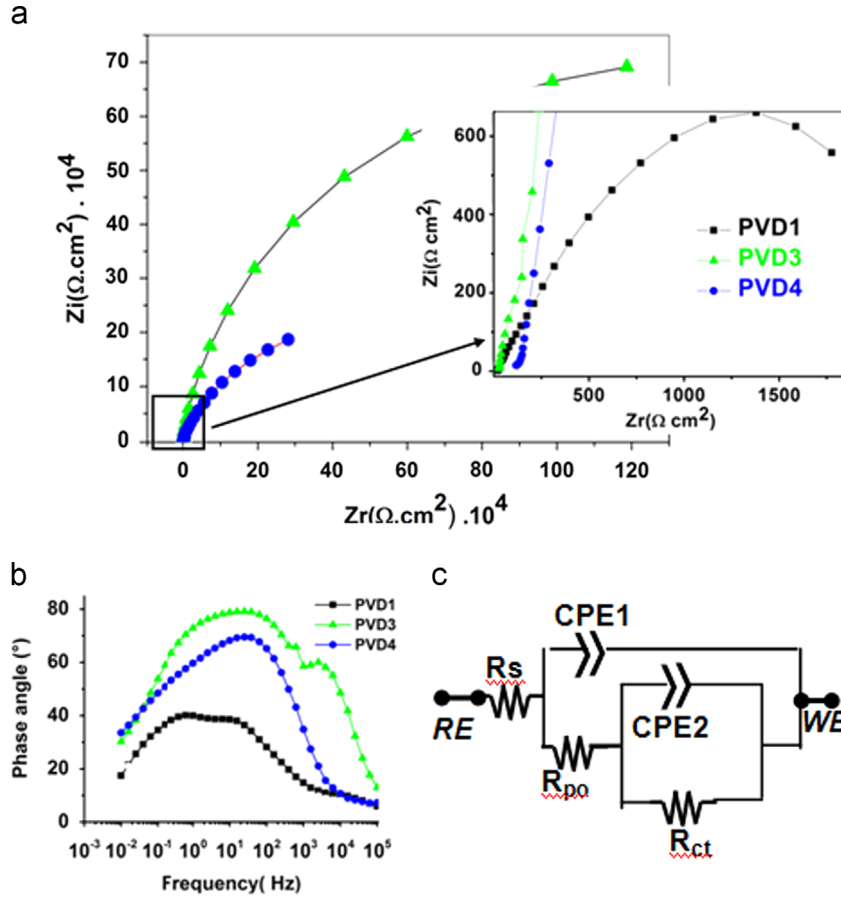 a
70
60
50
40
30
20
10
0
Zi(Ω.cm²) . 10⁴
0 20 40 60 80 100 120
Zr(Ω.cm²) .10⁴
600
400
200
0
Zi(Ω cm²)
500 1000 1500
Zr(Ω cm²)
PVD1
PVD3
PVD4
b
80
60
40
20
0
Phase angle (°)
10⁻³ 10⁻² 10⁻¹ 10⁰ 10¹ 10² 10³ 10⁴ 10⁵
Frequency( Hz)
PVD1
PVD3
PVD4
c
CPE1
Rs
RE
CPE2
WE
Rpo
Rct